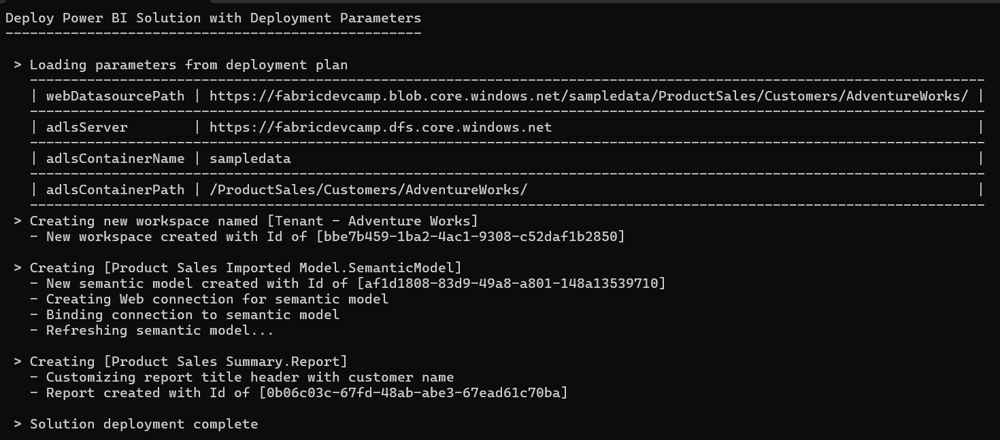 Deploy Power BI Solution with Deployment Parameters
---------------------------------------------------
> Loading parameters from deployment plan
| webDatasourcePath | https://fabricdevcamp.blob.core.windows.net/sampledata/ProductSales/Customers/AdventureWorks/ |
| adlsServer | https://fabricdevcamp.dfs.core.windows.net |
| adlsContainerName | sampledata |
| adlsContainerPath | /ProductSales/Customers/AdventureWorks/ |
> Creating new workspace named [Tenant - Adventure Works]
- New workspace created with Id of [bbe7b459-1ba2-4ac1-9308-c52daf1b2850]
> Creating [Product Sales Imported Model.SemanticModel]
- New semantic model created with Id of [af1d1808-83d9-49a8-a801-148a13539710]
- Creating Web connection for semantic model
- Binding connection to semantic model
- Refreshing semantic model...
> Creating [Product Sales Summary.Report]
- Customizing report title header with customer name
- Report created with Id of [0b06c03c-67fd-48ab-abe3-67ead61c70ba]
> Solution deployment complete